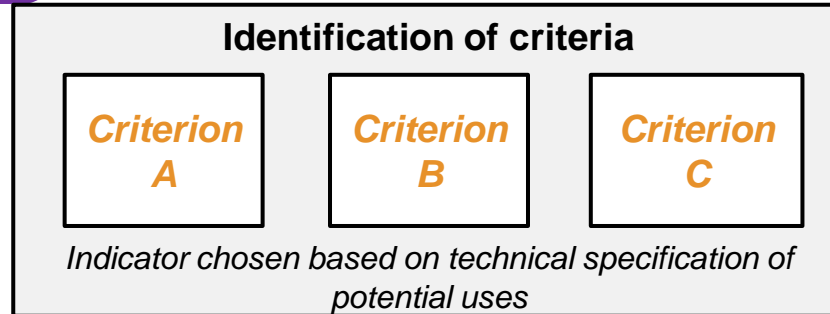 Identification of criteria
Criterion
A
Criterion
B
Criterion
C
Indicator chosen based on technical specification of
potential uses